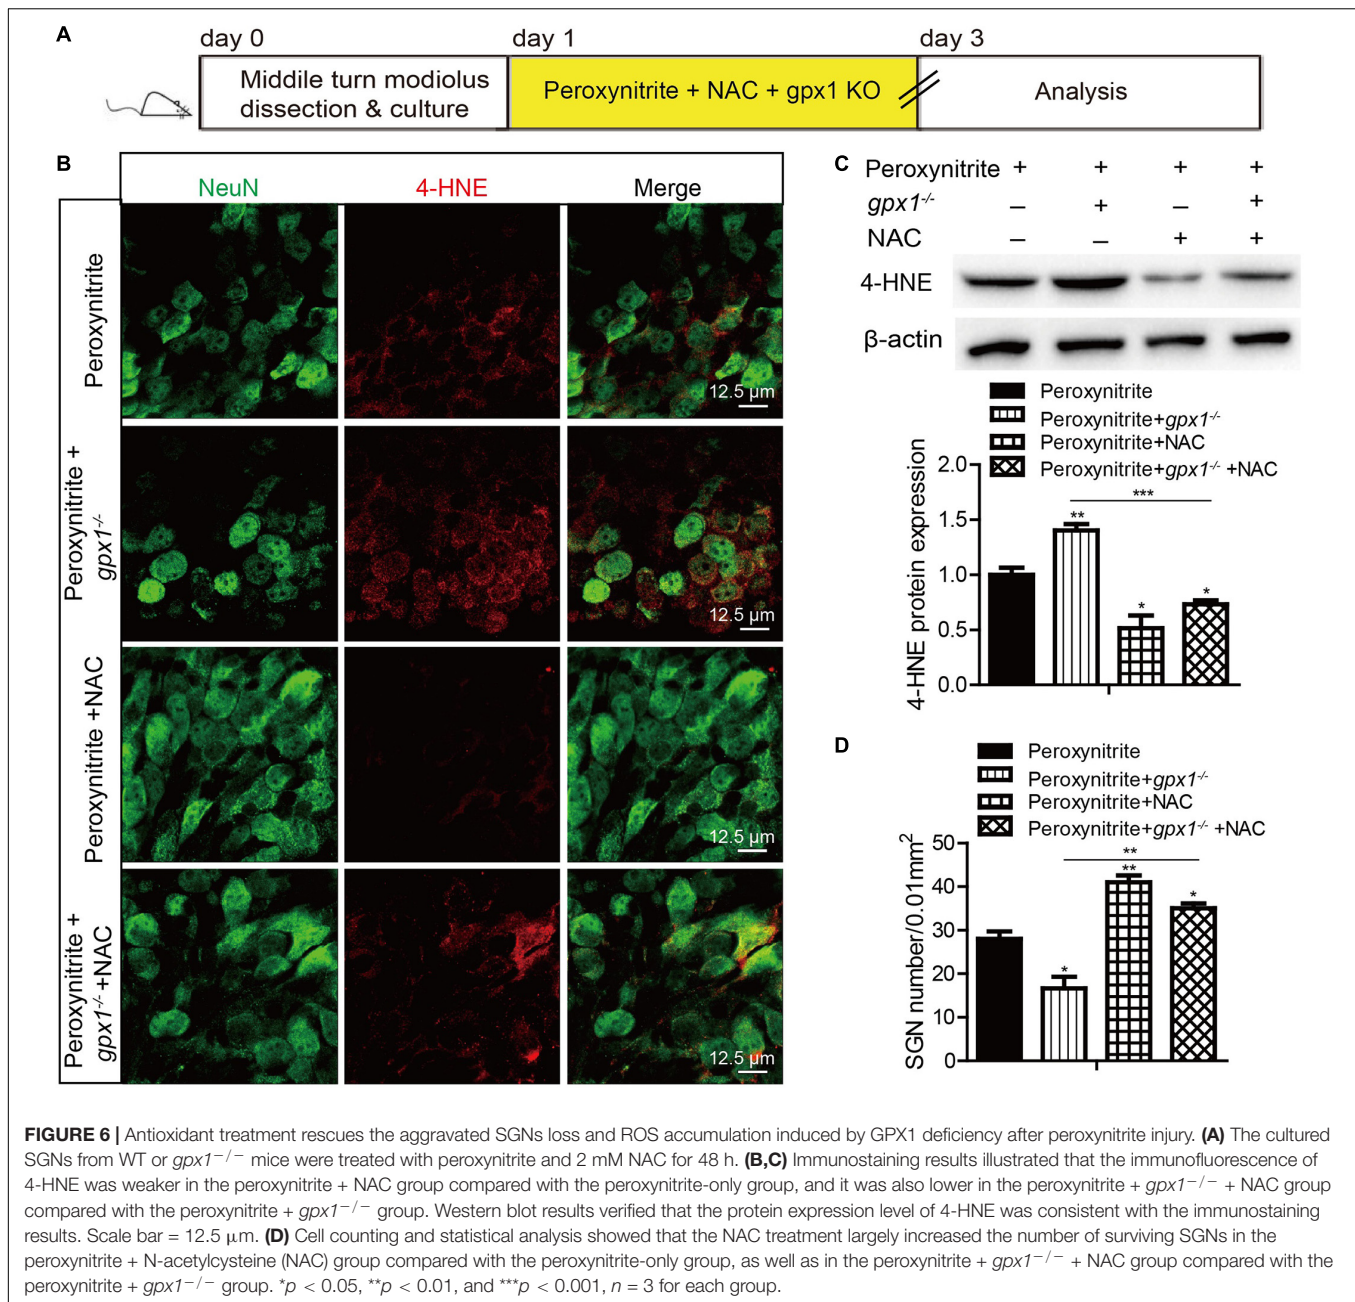 A
day 0
day 1
day 3
Middile turn modiolus
dissection & culture
Peroxynitrite + NAC + gpx1 KO
Analysis
B
NeuN
4-HNE
Merge
Peroxynitrite
12.5 µm
Peroxynitrite +
gpx1-/-
12.5 µm
Peroxynitrite +NAC
12.5 µm
Peroxynitrite +
gpx1-/-+NAC
12.5 µm
C
Peroxynitrite + + + +
gpx1-/- – + – +
NAC – – + +
4-HNE
β-actin
Peroxynitrite
Peroxynitrite+gpx1-/-
Peroxynitrite+NAC
Peroxynitrite+gpx1-/- +NAC
4-HNE protein expression
2.0
1.5
1.0
0.5
0.0
***
**
*
*
D
Peroxynitrite
Peroxynitrite+gpx1-/-
Peroxynitrite+NAC
Peroxynitrite+gpx1-/- +NAC
SGN number/0.01mm²
50
40
30
20
10
0
**
*
**
*
FIGURE 6 | Antioxidant treatment rescues the aggravated SGNs loss and ROS accumulation induced by GPX1 deficiency after peroxynitrite injury. (A) The cultured
SGNs from WT or gpx1−/− mice were treated with peroxynitrite and 2 mM NAC for 48 h. (B,C) Immunostaining results illustrated that the immunofluorescence of
4-HNE was weaker in the peroxynitrite + NAC group compared with the peroxynitrite-only group, and it was also lower in the peroxynitrite + gpx1−/− + NAC group
compared with the peroxynitrite + gpx1−/− group. Western blot results verified that the protein expression level of 4-HNE was consistent with the immunostaining
results. Scale bar = 12.5 μm. (D) Cell counting and statistical analysis showed that the NAC treatment largely increased the number of surviving SGNs in the
peroxynitrite + N-acetylcysteine (NAC) group compared with the peroxynitrite-only group, as well as in the peroxynitrite + gpx1−/− + NAC group compared with the
peroxynitrite + gpx1−/− group. *p < 0.05, **p < 0.01, and ***p < 0.001, n = 3 for each group.